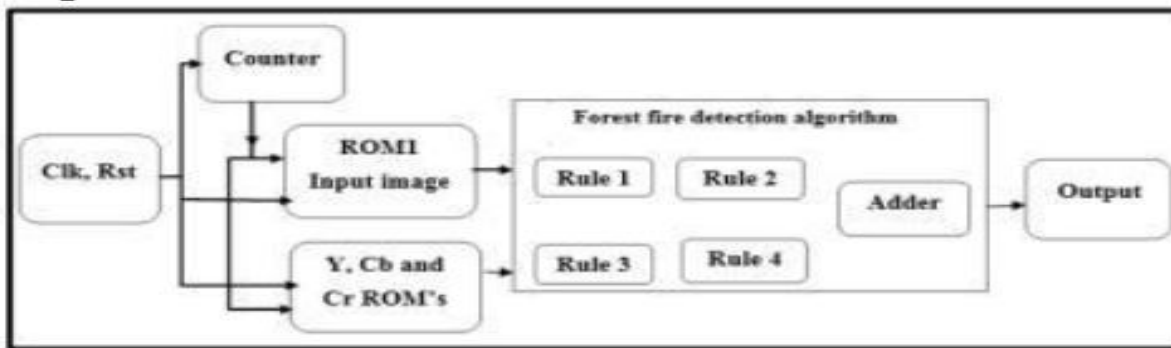 Counter
Clk, Rst
ROM1
Input image
Y, Cb and
Cr ROM"s
Forest fire detection algorithm
Rule 1
Rule 2
Rule 3
Rule 4
Adder
Output